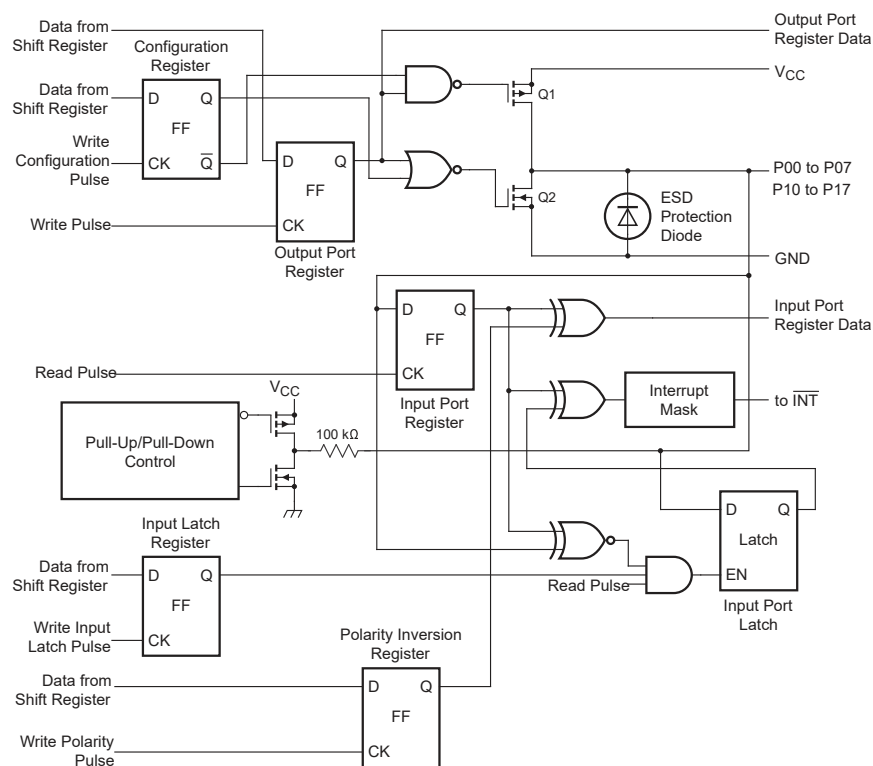 Data from
Shift Register
Configuration
Register
Output Port
Register Data
VCC
Data from
Shift Register
D
Q
FF
Q1
Write
Configuration
Pulse
CK
Q
D
Q
FF
P00 to P07
P10 to P17
Q2
ESD
Protection
Diode
Write Pulse
CK
GND
Output Port
Register
D
Q
FF
Input Port
Register Data
Read Pulse
CK
VCC
Input Port
Register
Interrupt
Mask
to INT
Pull-Up/Pull-Down
Control
100 kΩ
Input Latch
Register
D
Q
Latch
EN
Data from
Shift Register
D
Q
FF
Read Pulse
Input Port
Latch
Write Input
Latch Pulse
CK
Polarity Inversion
Register
Data from
Shift Register
D
Q
FF
Write Polarity
Pulse
CK